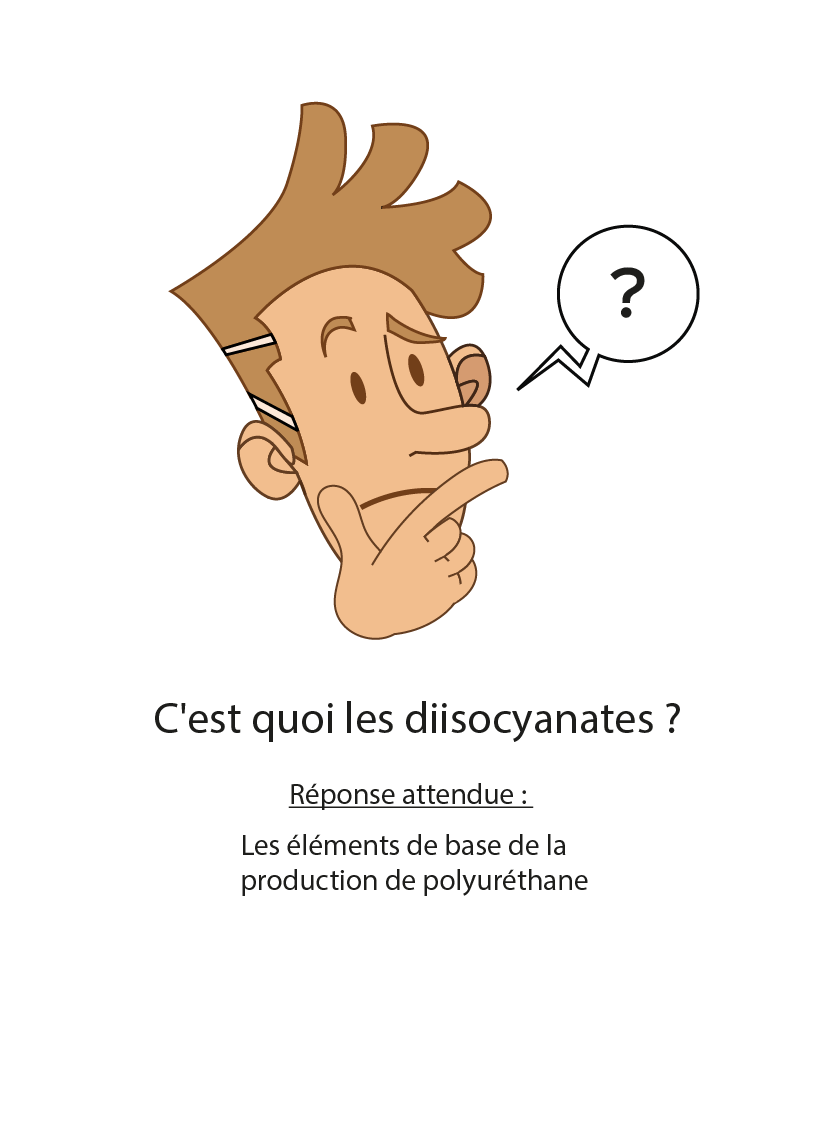 ?
C'est quoi les diisocyanates ?
Réponse attendue :
Les éléments de base de la
production de polyuréthane